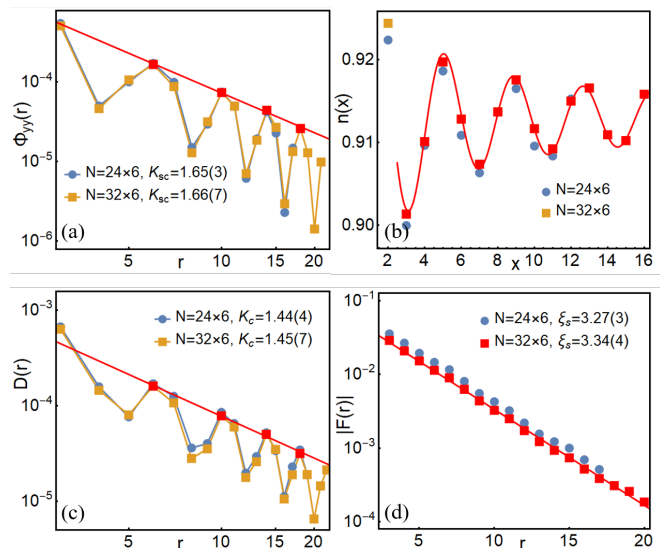 10⁻⁴
10⁻⁵
10⁻⁶
Φyy(r)
N=24×6, Ksc=1.65(3)
N=32×6, Ksc=1.66(7)
(a)
5 10 15 20
r
0.92
0.91
0.90
n(x)
(b)
N=24×6
N=32×6
2 4 6 8 10 12 14 16
x
10⁻³
10⁻⁴
10⁻⁵
D(r)
N=24×6, Kc=1.44(4)
N=32×6, Kc=1.45(7)
(c)
5 10 15 20
r
10⁻¹
10⁻²
10⁻³
10⁻⁴
|F(r)|
N=24×6, ξs=3.27(3)
N=32×6, ξs=3.34(4)
(d)
5 10 15 20
r